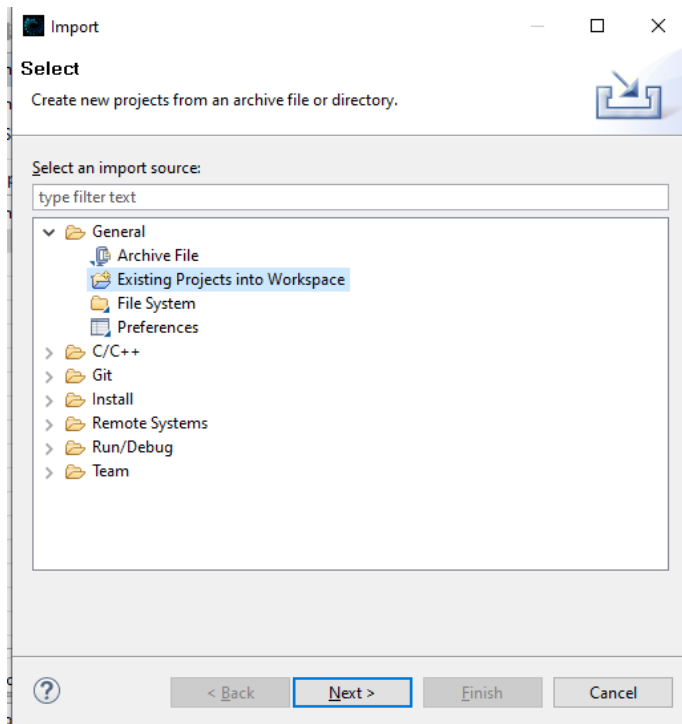 Import
Select
Create new projects from an archive file or directory.
Select an import source:
type filter text
General
Archive File
Existing Projects into Workspace
File System
Preferences
C/C++
Git
Install
Remote Systems
Run/Debug
Team
?
< Back
Next >
Finish
Cancel